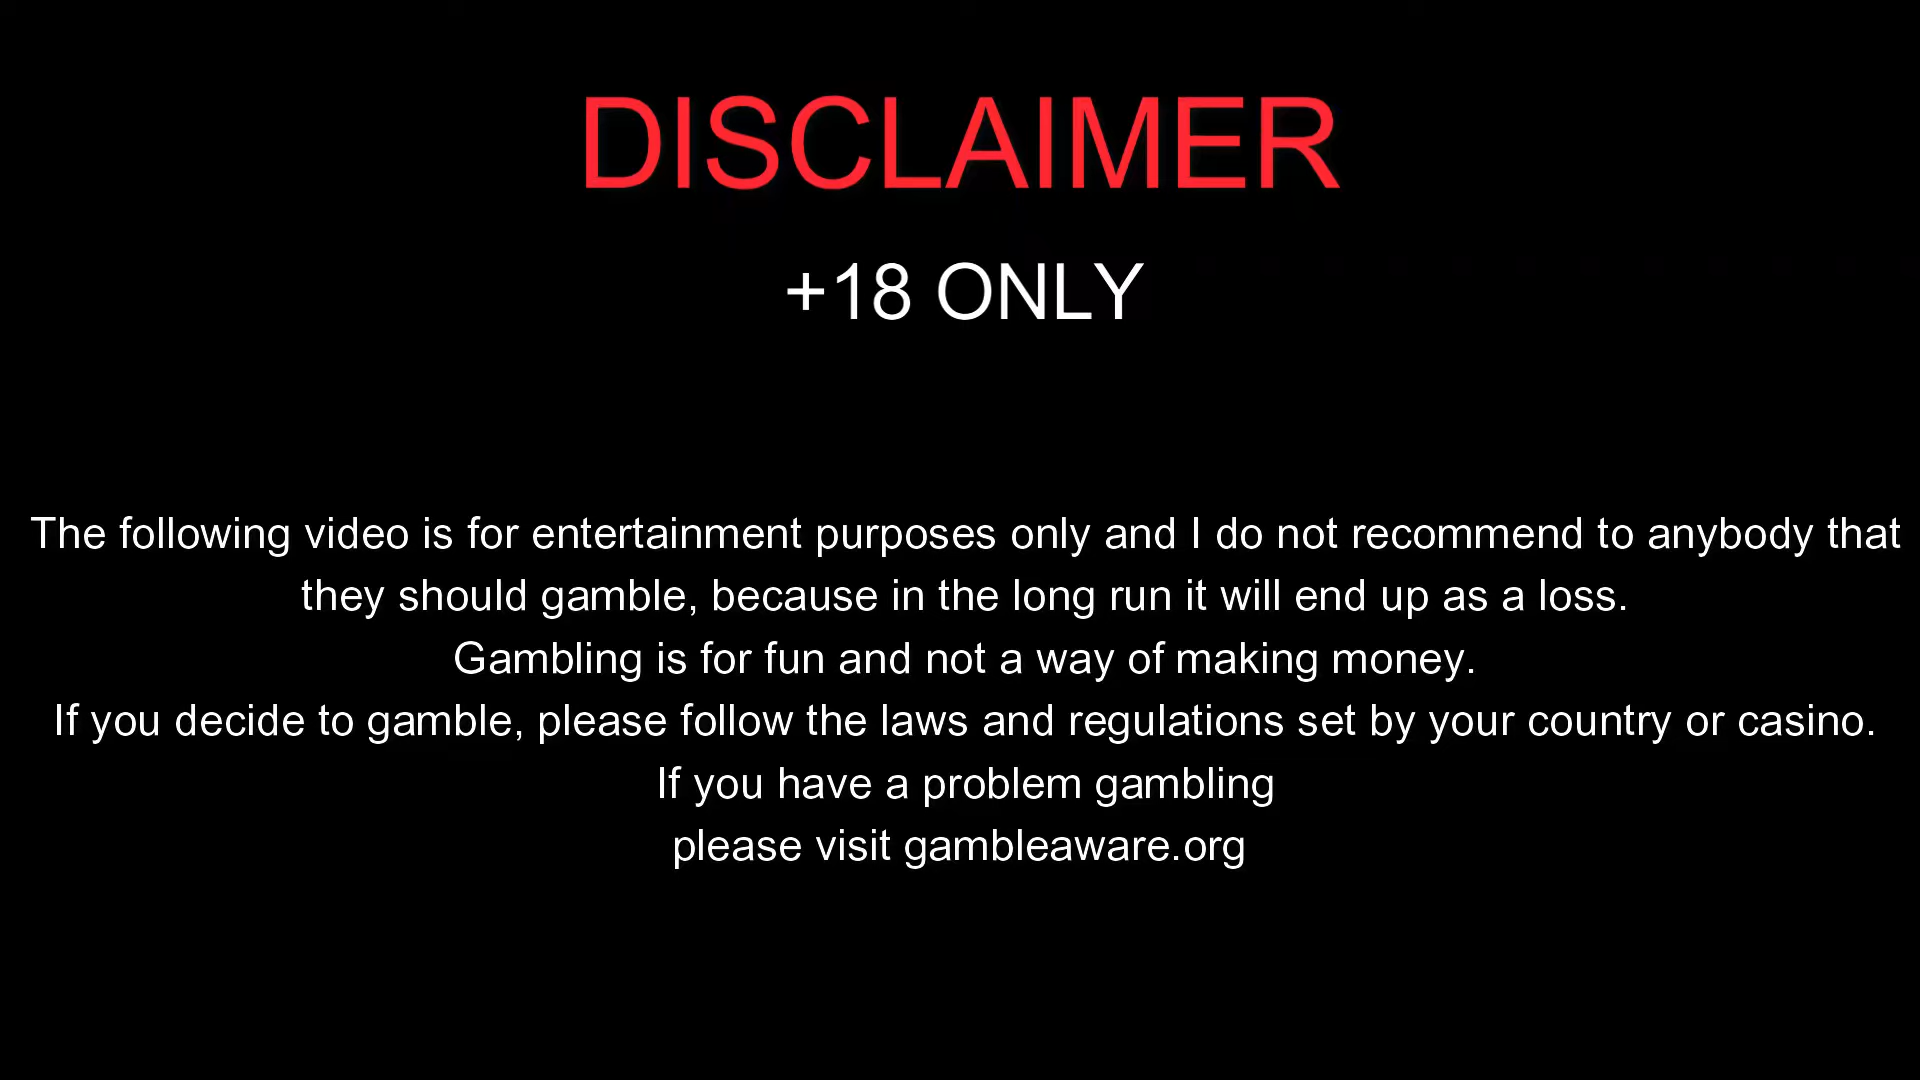 DISCLAIMER
+18 ONLY
The following video is for entertainment purposes only and I do not recommend to anybody that
they should gamble, because in the long run it will end up as a loss.
Gambling is for fun and not a way of making money.
If you decide to gamble, please follow the laws and regulations set by your country or casino.
If you have a problem gambling
please visit gambleaware.org